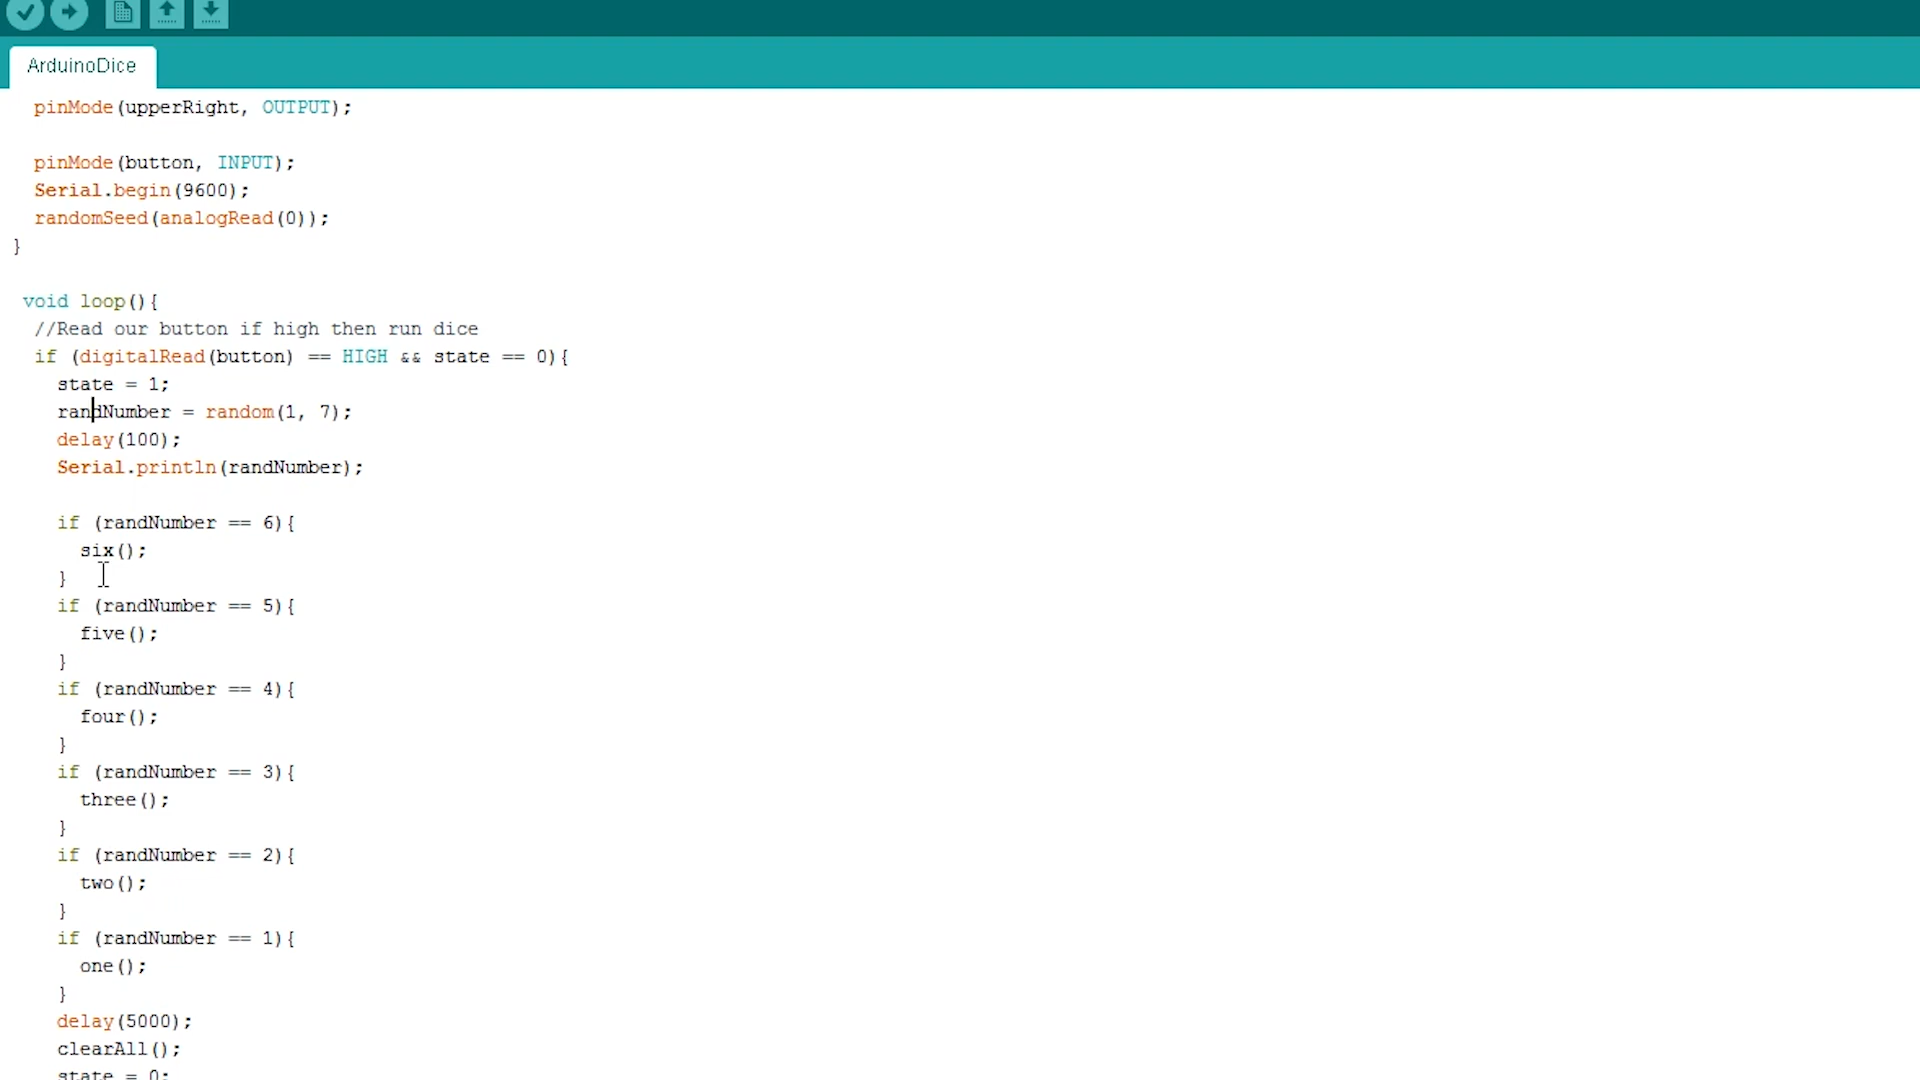 ArduinoDice
pinMode(upperRight, OUTPUT);
pinMode(button, INPUT);
Serial.begin(9600);
randomSeed(analogRead(0));
}
void loop(){
//Read our button if high then run dice
if (digitalRead(button) == HIGH && state == 0){
state = 1;
randNumber = random(1, 7);
delay(100);
Serial.println(randNumber);
if (randNumber == 6){
six();
}
if (randNumber == 5){
five();
}
if (randNumber == 4){
four();
}
if (randNumber == 3){
three();
}
if (randNumber == 2){
two();
}
if (randNumber == 1){
one();
}
delay(5000);
clearAll();
state = 0;